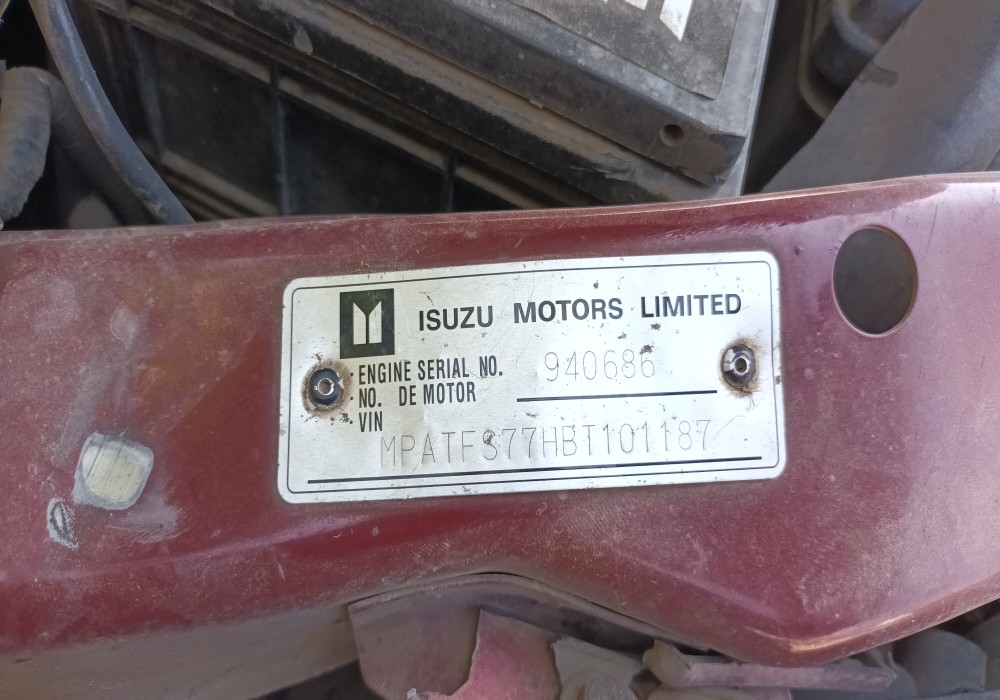 ISUZU MOTORS LIMITED
ENGINE SERIAL NO. 940686
NO. DE MOTOR
VIN
MPATFS77HBT101187